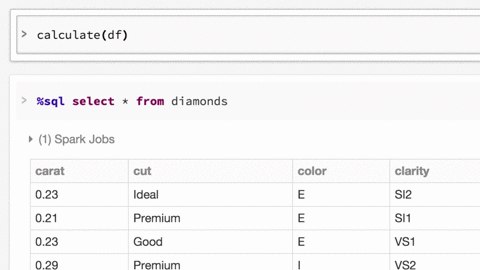 > calculate(df)
> %sql select * from diamonds
(1) Spark Jobs
carat cut color clarity
0.23 Ideal E SI2
0.21 Premium E SI1
0.23 Good E VS1
0.29 Premium I VS2